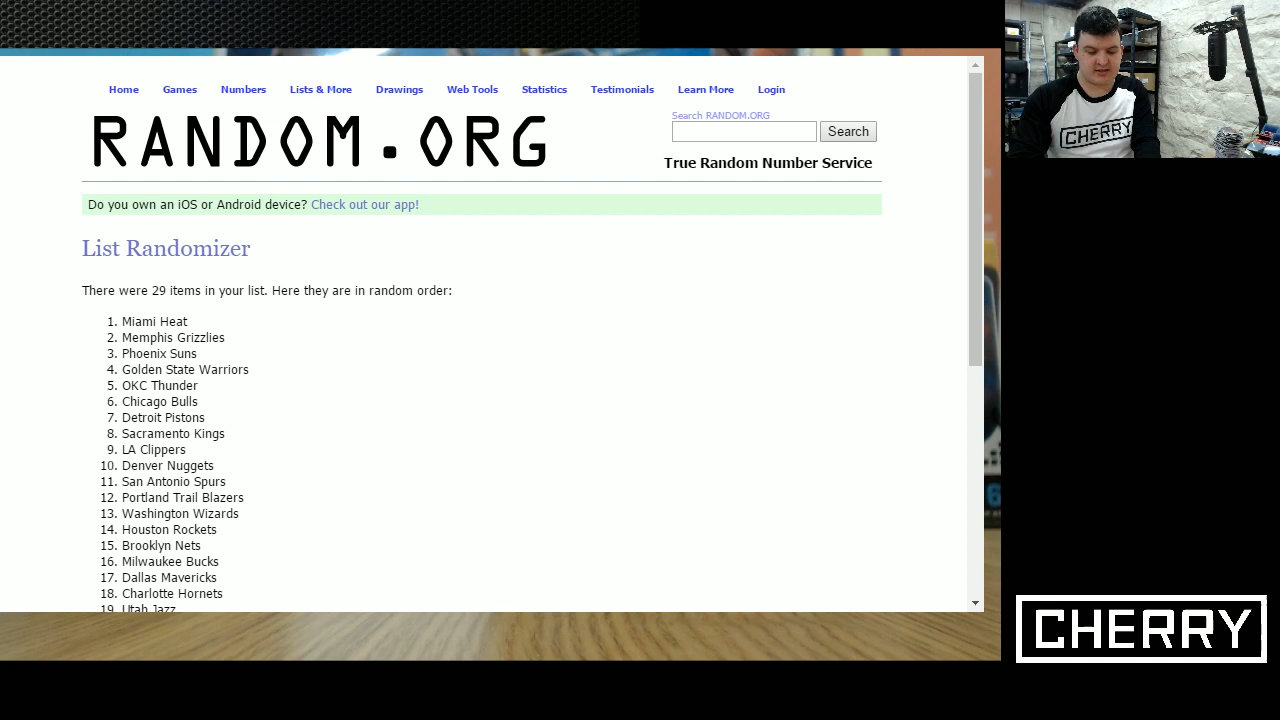 Home Games Numbers Lists & More Drawings Web Tools Statistics Testimonials Learn More Login
RANDOM.ORG
Search RANDOM.ORG
Search
True Random Number Service
Do you own an iOS or Android device? Check out our app!
List Randomizer
There were 29 items in your list. Here they are in random order:
1. Miami Heat
2. Memphis Grizzlies
3. Phoenix Suns
4. Golden State Warriors
5. OKC Thunder
6. Chicago Bulls
7. Detroit Pistons
8. Sacramento Kings
9. LA Clippers
10. Denver Nuggets
11. San Antonio Spurs
12. Portland Trail Blazers
13. Washington Wizards
14. Houston Rockets
15. Brooklyn Nets
16. Milwaukee Bucks
17. Dallas Mavericks
18. Charlotte Hornets
19. Utah Jazz
CHERRY
CHERRY